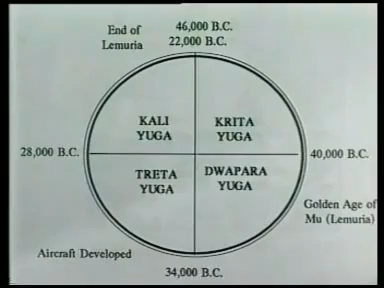 End of
Lemuria
46,000 B.C.
22,000 B.C.
KALI
YUGA
KRITA
YUGA
28,000 B.C.
40,000 B.C.
TRETA
YUGA
DWAPARA
YUGA
Golden Age of
Mu (Lemuria)
Aircraft Developed
34,000 B.C.